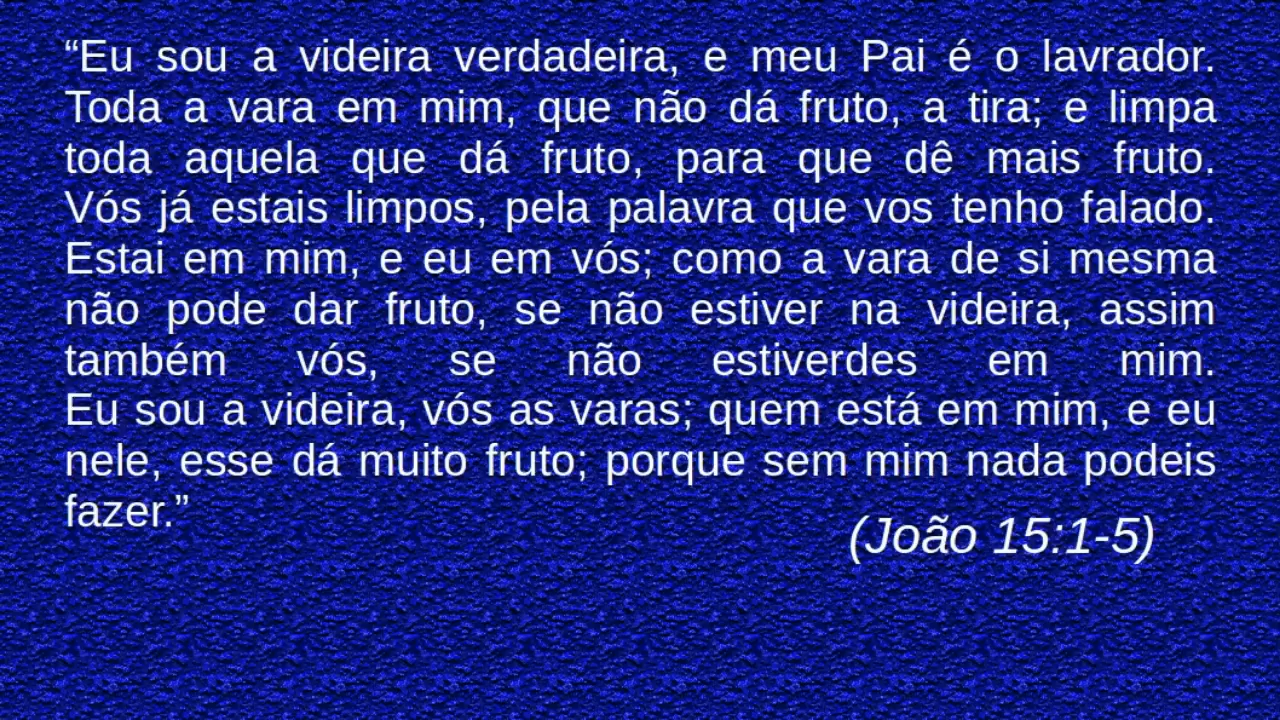 “Eu sou a videira verdadeira, e meu Pai é o lavrador.
Toda a vara em mim, que não dá fruto, a tira; e limpa
toda aquela que dá fruto, para que dê mais fruto.
Vós já estais limpos, pela palavra que vos tenho falado.
Estai em mim, e eu em vós; como a vara de si mesma
não pode dar fruto, se não estiver na videira, assim
também vós, se não estiverdes em mim.
Eu sou a videira, vós as varas; quem está em mim, e eu
nele, esse dá muito fruto; porque sem mim nada podeis
fazer.”
(João 15:1-5)